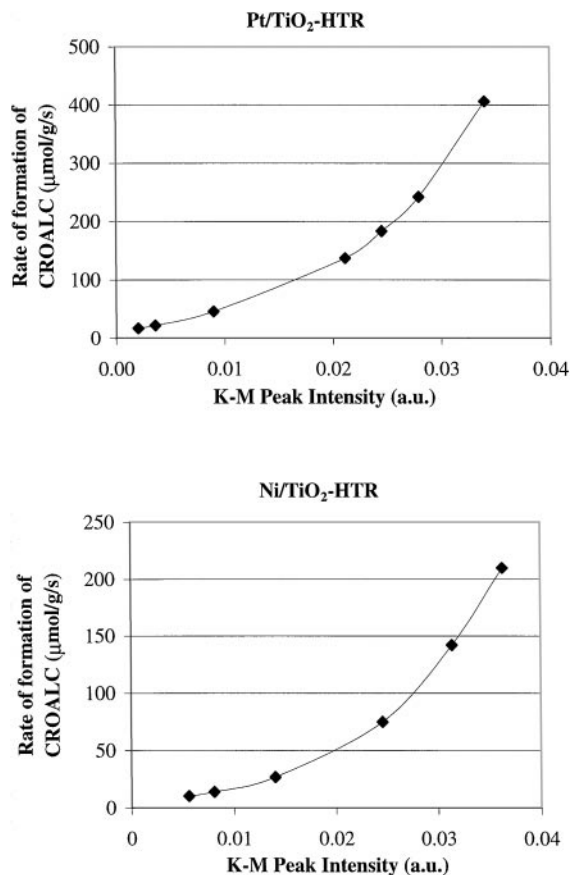 Pt/TiO₂-HTR
Rate of formation of
CROALC (μmol/g/s)
500
400
300
200
100
0
0.00 0.01 0.02 0.03 0.04
K-M Peak Intensity (a.u.)
Ni/TiO₂-HTR
Rate of formation of
CROALC (μmol/g/s)
250
200
150
100
50
0
0 0.01 0.02 0.03 0.04
K-M Peak Intensity (a.u.)